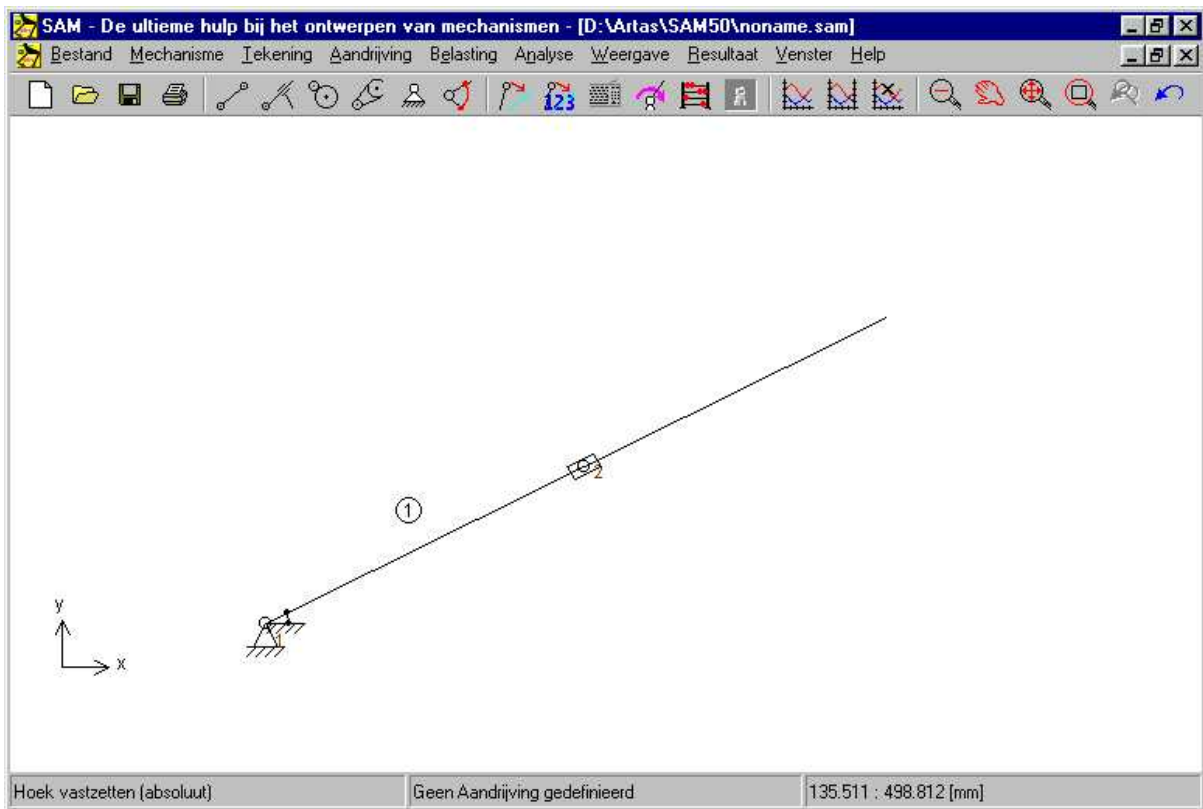 SAM - De ultieme hulp bij het ontwerpen van mechanismen - [D:\Artas\SAM50\noname.sam]
Bestand Mechanisme Tekening Aandrijving Belasting Analyse Weergave Resultaat Venster Help
123
2
1
1
y
x
Hoek vastzetten (absoluut) Geen Aandrijving gedefinieerd 135.511 : 498.812 [mm]